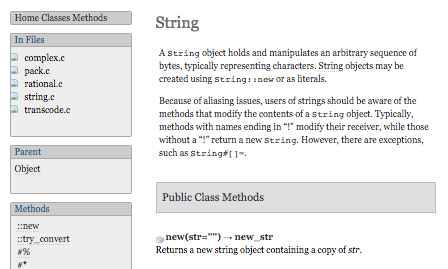 Home Classes Methods
In Files
complex.c
pack.c
rational.c
string.c
transcode.c
Parent
Object
Methods
::new
::try_convert
#%
#*
String
A String object holds and manipulates an arbitrary sequence of
bytes, typically representing characters. String objects may be
created using String::new or as literals.
Because of aliasing issues, users of strings should be aware of the
methods that modify the contents of a String object. Typically,
methods with names ending in “!” modify their receiver, while those
without a “!” return a new String. However, there are exceptions,
such as String#[]=.
Public Class Methods
new(str="") → new_str
Returns a new string object containing a copy of str.